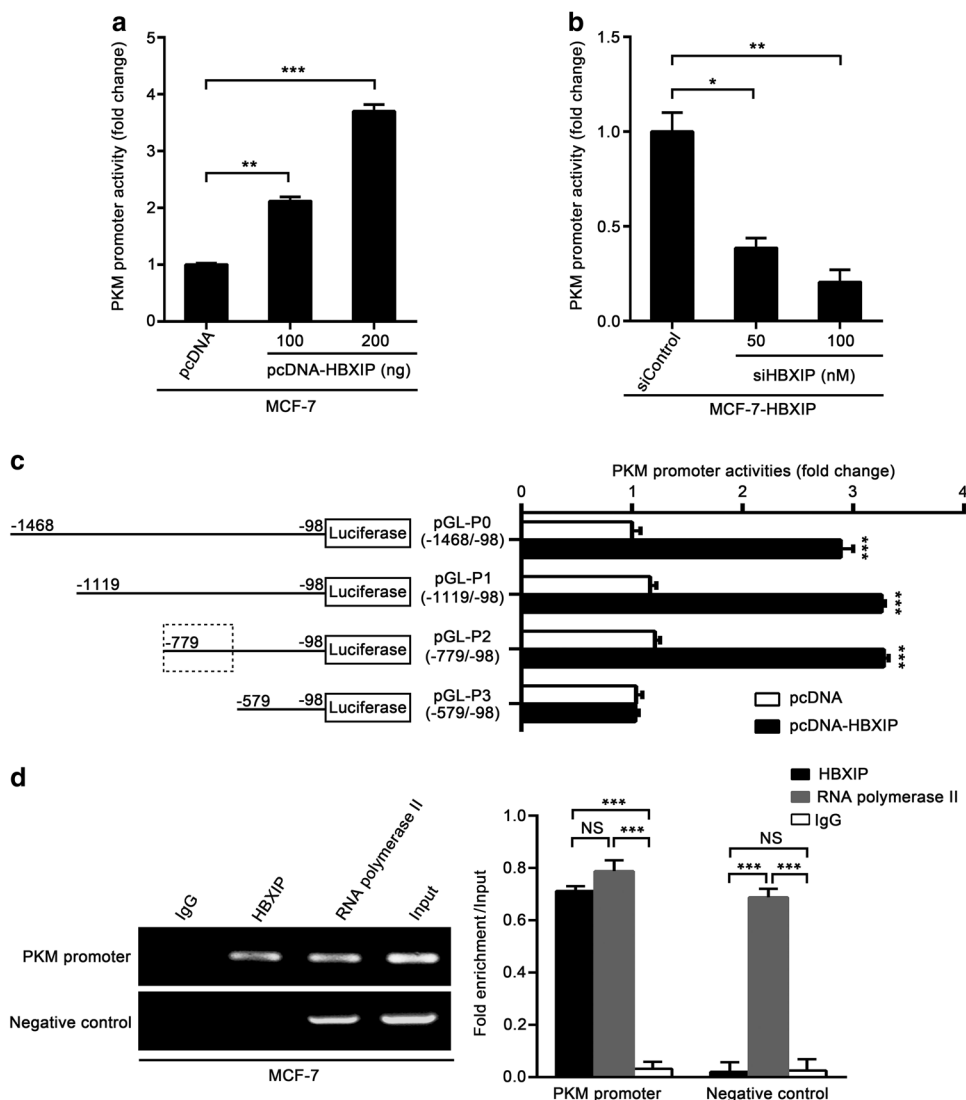 a
PKM promoter activity (fold change)
5
4
3
2
1
0
***
**
pcDNA
100
200
pcDNA-HBXIP (ng)
MCF-7
b
PKM promoter activity (fold change)
1.5
1.0
0.5
0.0
**
*
siControl
50
100
siHBXIP (nM)
MCF-7-HBXIP
c
PKM promoter activities (fold change)
0 1 2 3 4
-1468 -98 Luciferase
pGL-P0
(-1468/-98)
***
-1119 -98 Luciferase
pGL-P1
(-1119/-98)
***
-779 -98 Luciferase
pGL-P2
(-779/-98)
***
-579 -98 Luciferase
pGL-P3
(-579/-98)
pcDNA
pcDNA-HBXIP
d
IgG
HBXIP
RNA polymerase II
Input
PKM promoter
Negative control
MCF-7
HBXIP
RNA polymerase II
IgG
Fold enrichment /Input
1.0
0.8
0.6
0.4
0.2
0.0
***
NS
***
NS
***
***
PKM promoter
Negative control